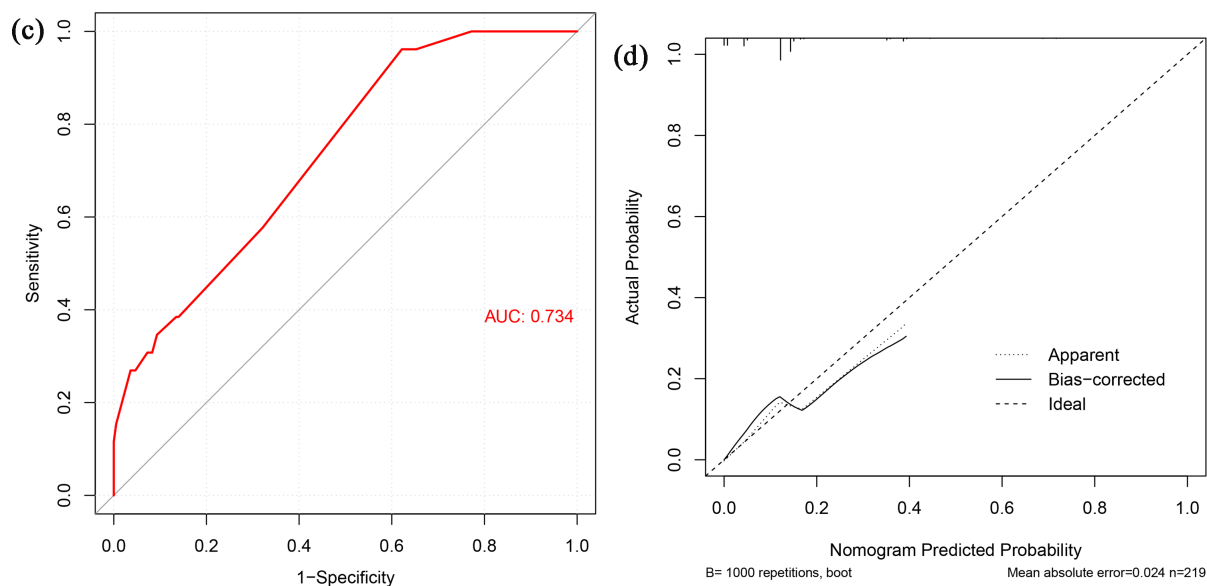 (c)
1.0
0.8
0.6
0.4
0.2
0.0
Sensitivity
AUC: 0.734
0.0 0.2 0.4 0.6 0.8 1.0
1−Specificity
(d)
1.0
0.8
0.6
0.4
0.2
0.0
Actual Probability
Apparent
Bias−corrected
Ideal
0.0 0.2 0.4 0.6 0.8 1.0
Nomogram Predicted Probability
B= 1000 repetitions, boot Mean absolute error=0.024 n=219